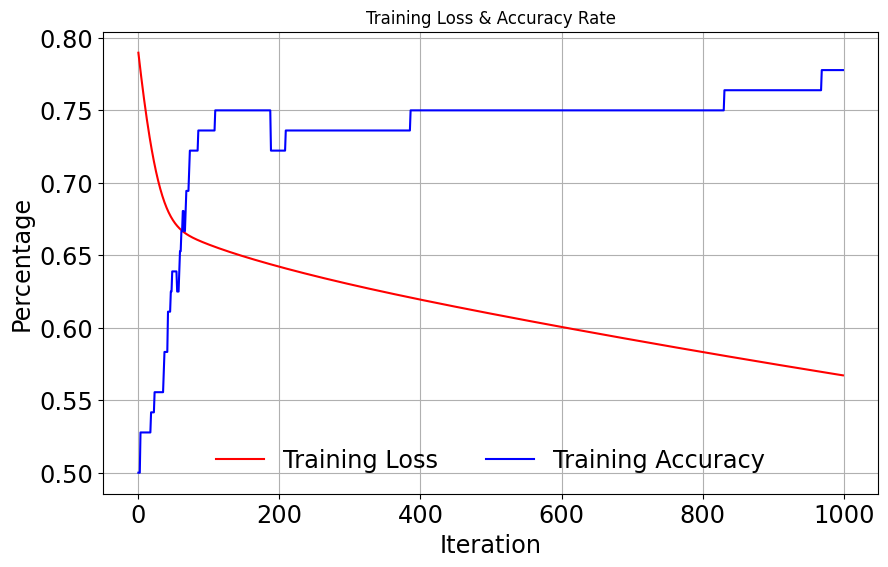 Training Loss & Accuracy Rate
0.80
0.75
0.70
0.65
0.60
0.55
0.50
Percentage
Training Loss Training Accuracy
0 200 400 600 800 1000
Iteration